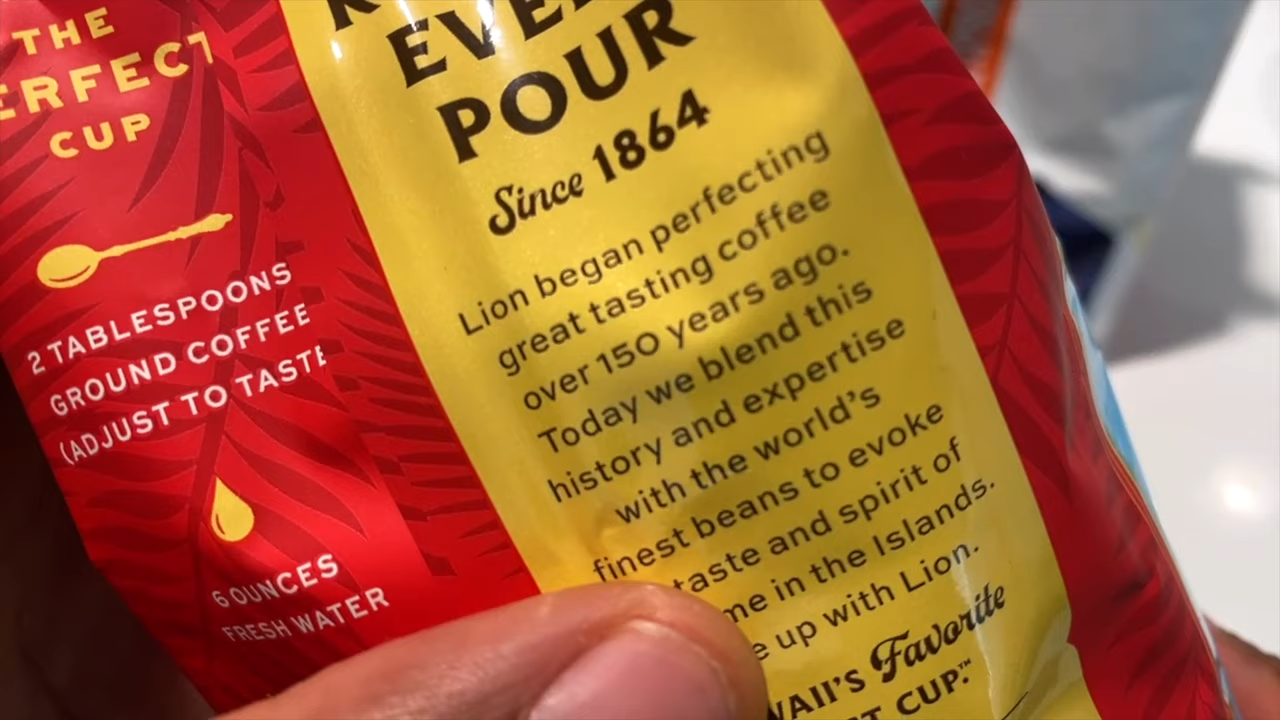 THE
PERFECT
CUP
2 TABLESPOONS
GROUND COFFEE
(ADJUST TO TASTE
6 OUNCES
FRESH WATER
POUR
Since 1864
Lion began perfecting
great tasting coffee
over 150 years ago.
Today we blend this
history and expertise
with the world's
finest beans to evoke
taste and spirit of
in the Islands.
up with Lion.
Favorite
CUP.™